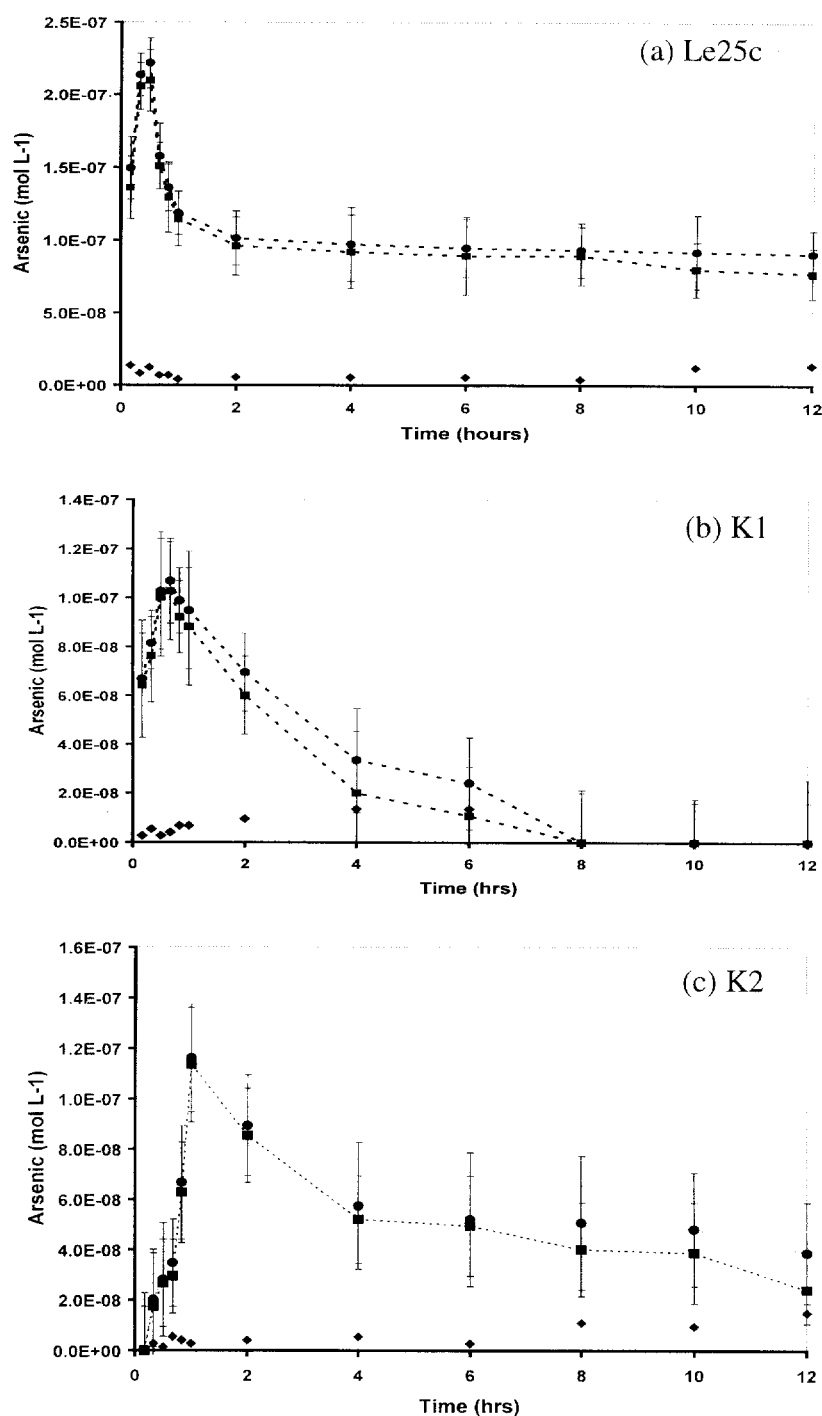 (a) Le25c
2.5E-07
2.0E-07
1.5E-07
1.0E-07
5.0E-08
0.0E+00
Arsenic (mol L-1)
0 2 4 6 8 10 12
Time (hours)
(b) K1
1.4E-07
1.2E-07
1.0E-07
8.0E-08
6.0E-08
4.0E-08
2.0E-08
0.0E+00
Arsenic (mol L-1)
0 2 4 6 8 10 12
Time (hrs)
(c) K2
1.6E-07
1.4E-07
1.2E-07
1.0E-07
8.0E-08
6.0E-08
4.0E-08
2.0E-08
0.0E+00
Arsenic (mol L-1)
0 2 4 6 8 10 12
Time (hrs)